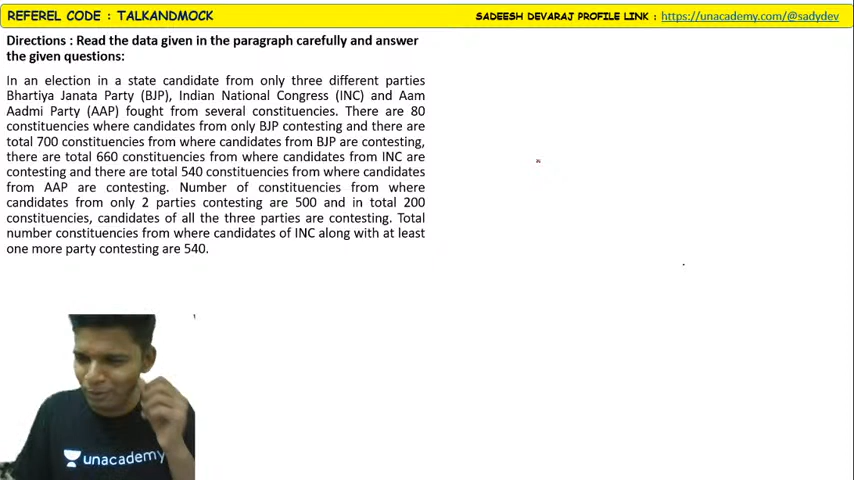 REFEREL CODE : TALKANDMOCK
SADEESH DEVARAJ PROFILE LINK : https://unacademy.com/@sadydev
Directions : Read the data given in the paragraph carefully and answer
the given questions:
In an election in a state candidate from only three different parties
Bhartiya Janata Party (BJP), Indian National Congress (INC) and Aam
Aadmi Party (AAP) fought from several constituencies. There are 80
constituencies where candidates from only BJP contesting and there are
total 700 constituencies from where candidates from BJP are contesting,
there are total 660 constituencies from where candidates from INC are
contesting and there are total 540 constituencies from where candidates
from AAP are contesting. Number of constituencies from where
candidates from only 2 parties contesting are 500 and in total 200
constituencies, candidates of all the three parties are contesting. Total
number constituencies from where candidates of INC along with at least
one more party contesting are 540.
unacademy